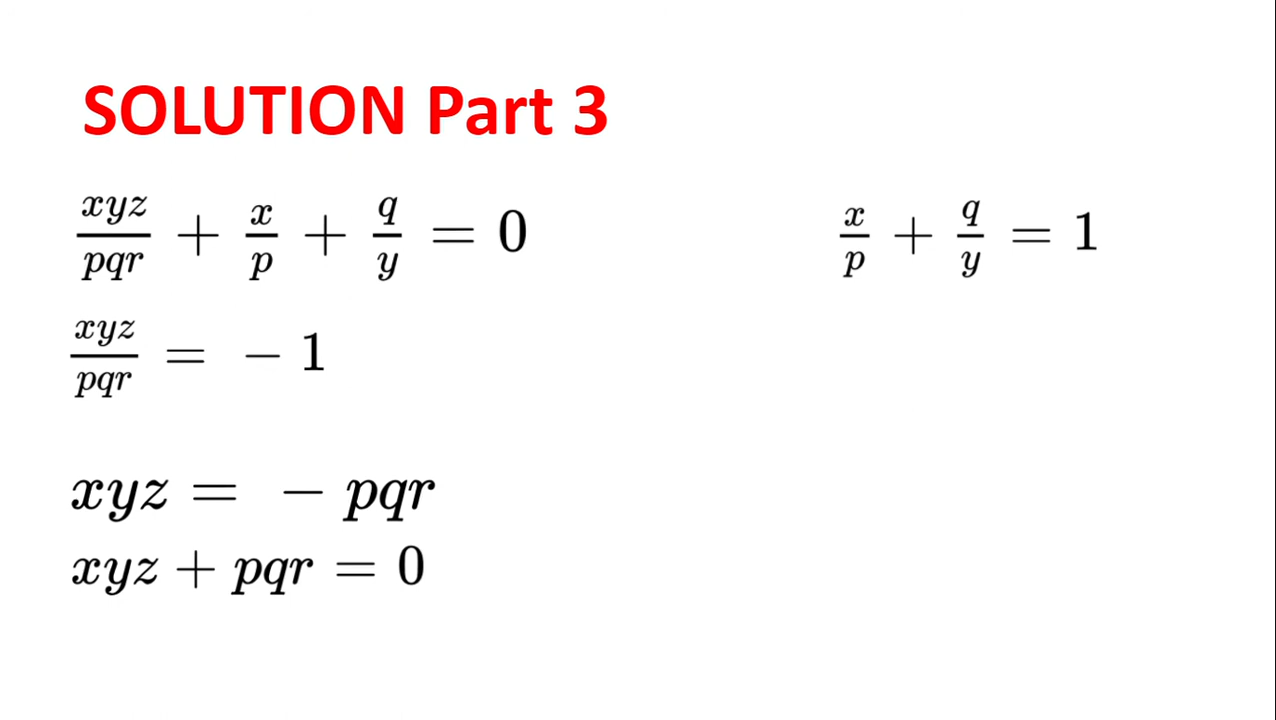 SOLUTION Part 3
xyz/pqr + x/p + q/y = 0
x/p + q/y = 1
xyz/pqr = - 1
xyz = - pqr
xyz + pqr = 0